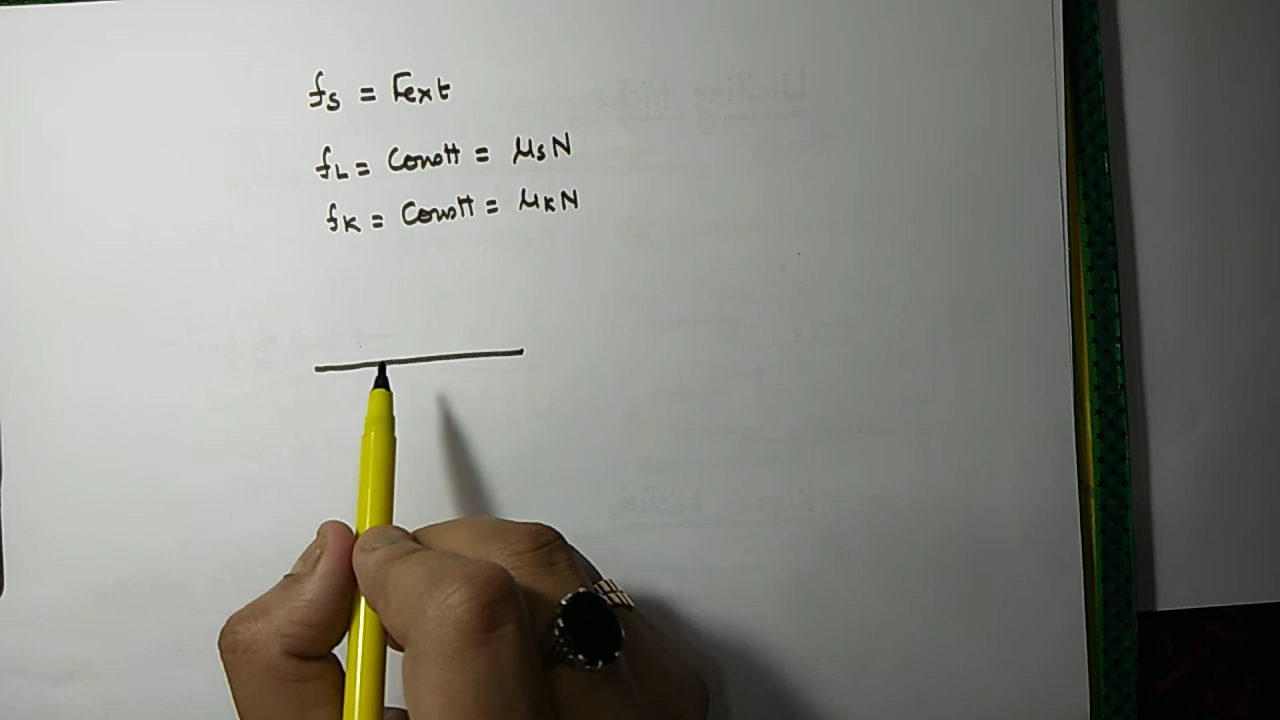 fs = Fext
fL = Constt = μsN
fK = Constt = μKN